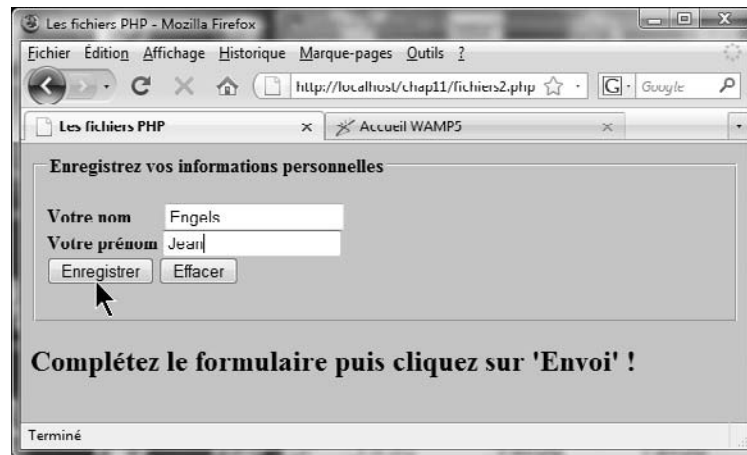 Les fichiers PHP - Mozilla Firefox
Fichier Édition Affichage Historique Marque-pages Outils ?
http://localhost/chap11/fichiers2.php G Google
Les fichiers PHP Accueil WAMP5
Enregistrez vos informations personnelles
Votre nom Engels
Votre prénom Jean
Enregistrer Effacer
Complétez le formulaire puis cliquez sur 'Envoi' !
Terminé